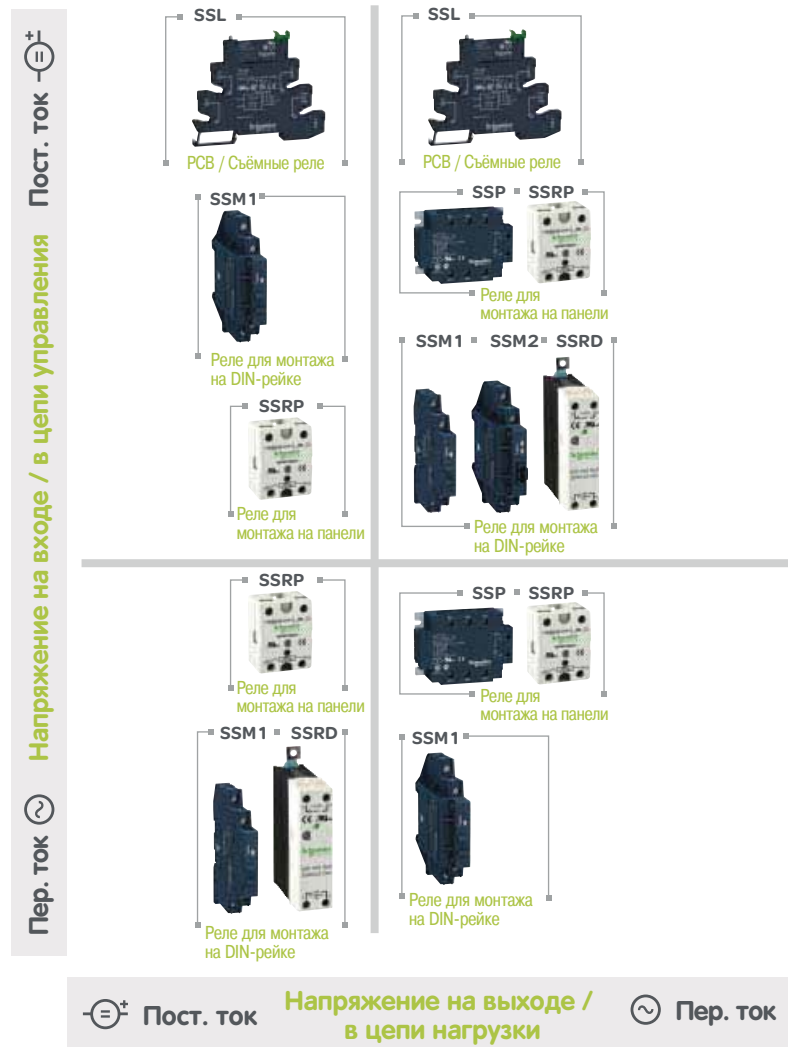 Пост. ток
Напряжение на входе / в цепи управления
Пер. ток
SSL
PCB / Съёмные реле
SSM1
Реле для монтажа
на DIN-рейке
SSRP
Реле для
монтажа на панели
SSL
PCB / Съёмные реле
SSP SSRP
Реле для
монтажа на панели
SSM1 SSM2 SSRD
Реле для монтажа
на DIN-рейке
SSRP
Реле для
монтажа на панели
SSM1 SSRD
Реле для монтажа
на DIN-рейке
SSP SSRP
Реле для
монтажа на панели
SSM1
Реле для монтажа
на DIN-рейке
Пост. ток
Напряжение на выходе /
в цепи нагрузки
Пер. ток